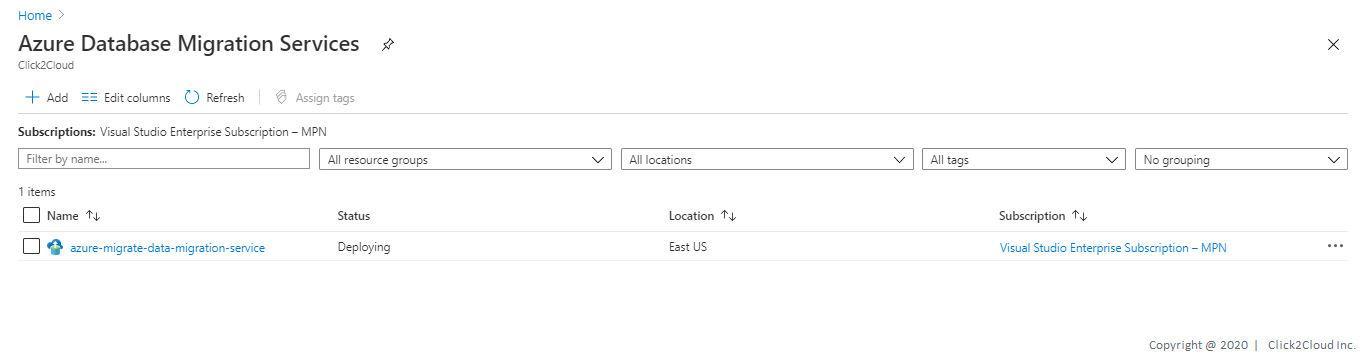 Home
Azure Database Migration Services
Click2Cloud
Add Edit columns Refresh Assign tags
Subscriptions: Visual Studio Enterprise Subscription – MPN
Filter by name... All resource groups All locations All tags No grouping
1 items
Name Status Location Subscription
azure-migrate-data-migration-service Deploying East US Visual Studio Enterprise Subscription – MPN
Copyright @ 2020 | Click2Cloud Inc.